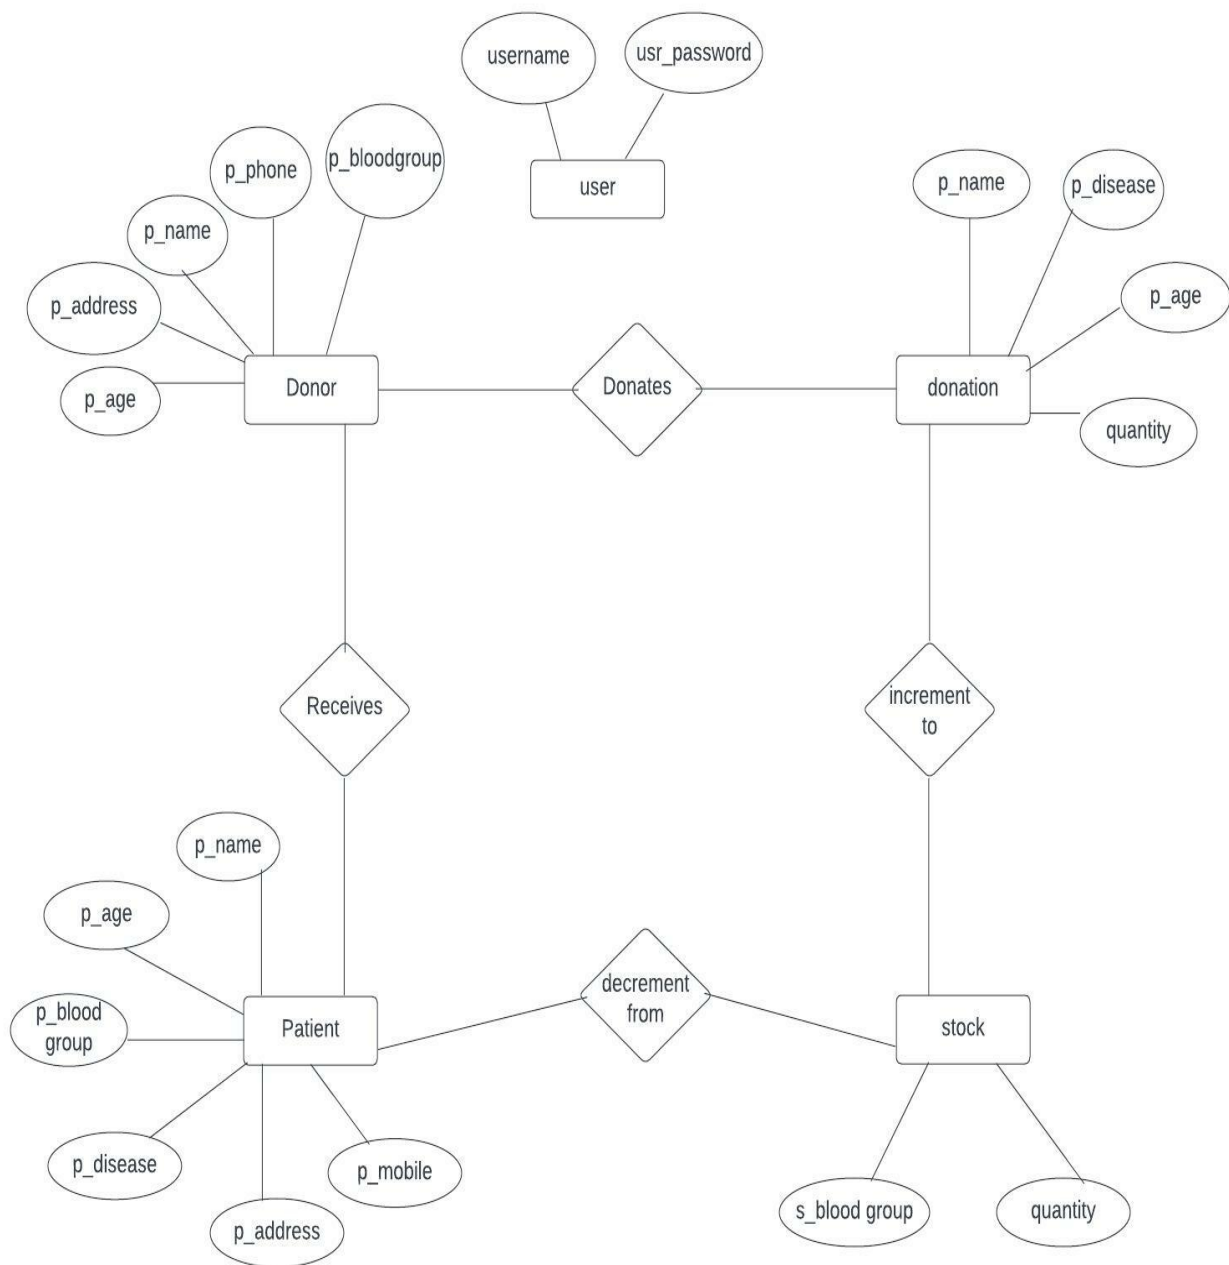 username
usr_password
user
p_phone
p_bloodgroup
p_name
p_address
p_age
Donor
Donates
p_name
p_disease
p_age
donation
quantity
Receives
increment
to
p_name
p_age
p_blood
group
Patient
p_disease
p_address
p_mobile
decrement
from
stock
s_blood group
quantity